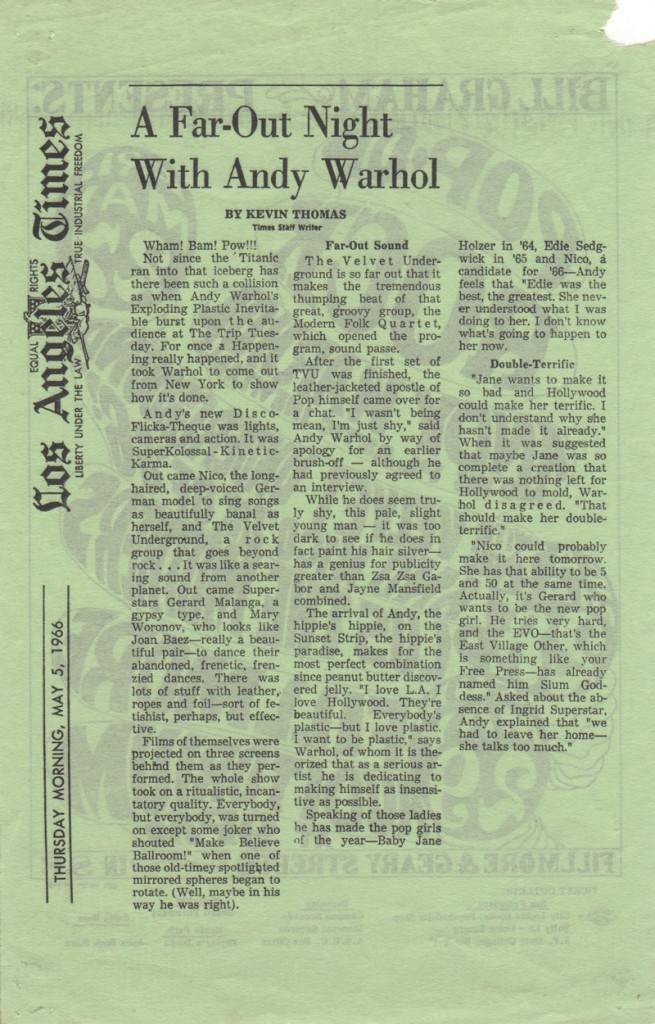 Los Angeles Times
EQUAL RIGHTS
LIBERTY UNDER THE LAW
TRUE INDUSTRIAL FREEDOM
THURSDAY MORNING, MAY 5, 1966
A Far-Out Night
With Andy Warhol
BY KEVIN THOMAS
Times Staff Writer
Wham! Bam! Pow!!!
Not since the Titanic
ran into that iceberg has
there been such a collision
as when Andy Warhol's
Exploding Plastic Inevita-
ble burst upon the au-
dience at The Trip Tues-
day. For once a Happen-
ing really happened, and it
took Warhol to come out
from New York to show
how it's done.
Andy's new Disco-
Flicka-Theque was lights,
cameras and action. It was
SuperKolossal-Kinetic-
Karma.
Out came Nico, the long-
haired, deep-voiced Ger-
man model to sing songs
as beautifully banal as
herself, and The Velvet
Underground, a rock
group that goes beyond
rock . . . It was like a sear-
ing sound from another
planet. Out came Super-
stars Gerard Malanga, a
gypsy type, and Mary
Woronov, who looks like
Joan Baez—really a beau-
tiful pair—to dance their
abandoned, frenetic, fren-
zied dances. There was
lots of stuff with leather,
ropes and foil—sort of fe-
tishist, perhaps, but effec-
tive.
Films of themselves were
projected on three screens
behind them as they per-
formed. The whole show
took on a ritualistic, incan-
tatory quality. Everybody,
but everybody, was turned
on except some joker who
shouted "Make Believe
Ballroom!" when one of
those old-timey spotlighted
mirrored spheres began to
rotate. (Well, maybe in his
way he was right).
Far-Out Sound
The Velvet Under-
ground is so far out that it
makes the tremendous
thumping beat of that
great, groovy group, the
Modern Folk Quartet,
which opened the pro-
gram, sound passe.
After the first set of
TVU was finished, the
leather-jacketed apostle of
Pop himself came over for
a chat. "I wasn't being
mean, I'm just shy," said
Andy Warhol by way of
apology for an earlier
brush-off — although he
had previously agreed to
an interview.
While he does seem tru-
ly shy, this pale, slight
young man — it was too
dark to see if he does in
fact paint his hair silver—
has a genius for publicity
greater than Zsa Zsa Ga-
bor and Jayne Mansfield
combined.
The arrival of Andy, the
hippie's hippie, on the
Sunset Strip, the hippie's
paradise, makes for the
most perfect combination
since peanut butter discov-
ered jelly. "I love L.A. I
love Hollywood. They're
beautiful. Everybody's
plastic—but I love plastic.
I want to be plastic," says
Warhol, of whom it is the-
orized that as a serious ar-
tist he is dedicating to
making himself as insensi-
tive as possible.
Speaking of those ladies
he has made the pop girls
of the year—Baby Jane
Holzer in '64, Edie Sedg-
wick in '65 and Nico, a
candidate for '66—Andy
feels that "Edie was the
best, the greatest. She nev-
er understood what I was
doing to her. I don't know
what's going to happen to
her now.
Double-Terrific
"Jane wants to make it
so bad and Hollywood
could make her terrific. I
don't understand why she
hasn't made it already."
When it was suggested
that maybe Jane was so
complete a creation that
there was nothing left for
Hollywood to mold, War-
hol disagreed. "That
should make her double-
terrific."
"Nico could probably
make it here tomorrow.
She has that ability to be 5
and 50 at the same time.
Actually, it's Gerard who
wants to be the new pop
girl. He tries very hard,
and the EVO—that's the
East Village Other, which
is something like your
Free Press—has already
named him Slum God-
dess." Asked about the ab-
sence of Ingrid Superstar,
Andy explained that "we
had to leave her home—
she talks too much."
BILL GRAHAM PRESENTS:
FILLMORE & GEARY STREET